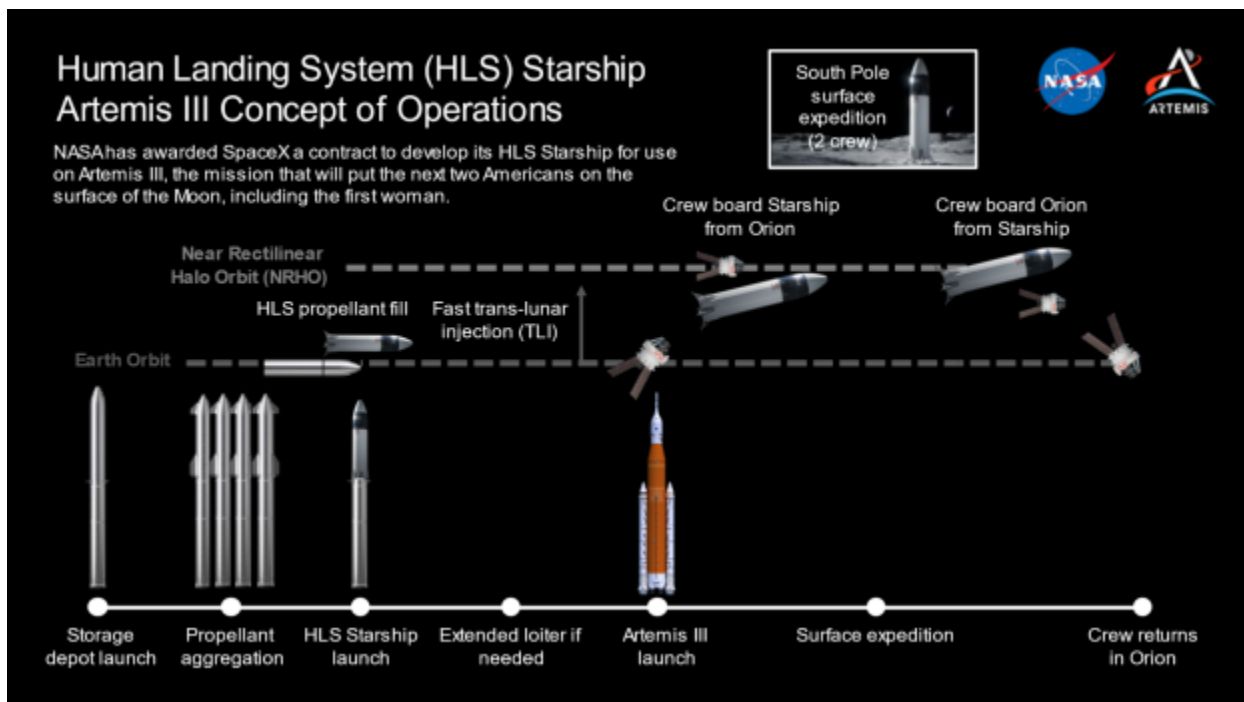 Human Landing System (HLS) Starship
Artemis III Concept of Operations
NASA has awarded SpaceX a contract to develop its HLS Starship for use
on Artemis III, the mission that will put the next two Americans on the
surface of the Moon, including the first woman.
South Pole
surface
expedition
(2 crew)
NASA
ARTEMIS
Crew board Starship
from Orion
Crew board Orion
from Starship
Near Rectilinear
Halo Orbit (NRHO)
HLS propellant fill
Fast trans-lunar
injection (TLI)
Earth Orbit
Storage
depot launch
Propellant
aggregation
HLS Starship
launch
Extended loiter if
needed
Artemis III
launch
Surface expedition
Crew returns
in Orion